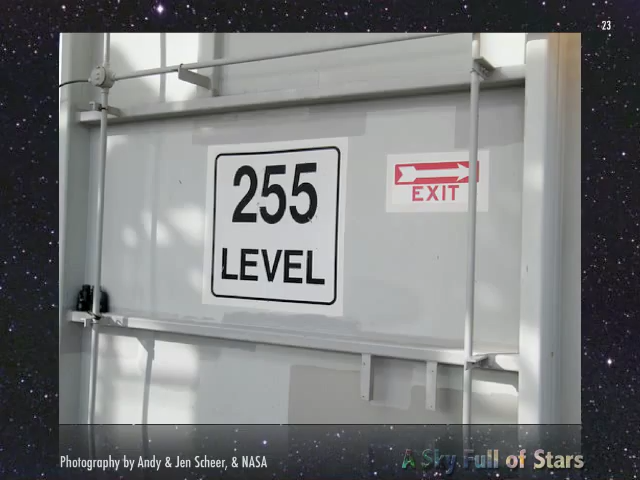 23
255
LEVEL
EXIT
Photography by Andy & Jen Scheer, & NASA
A Sky Full of Stars